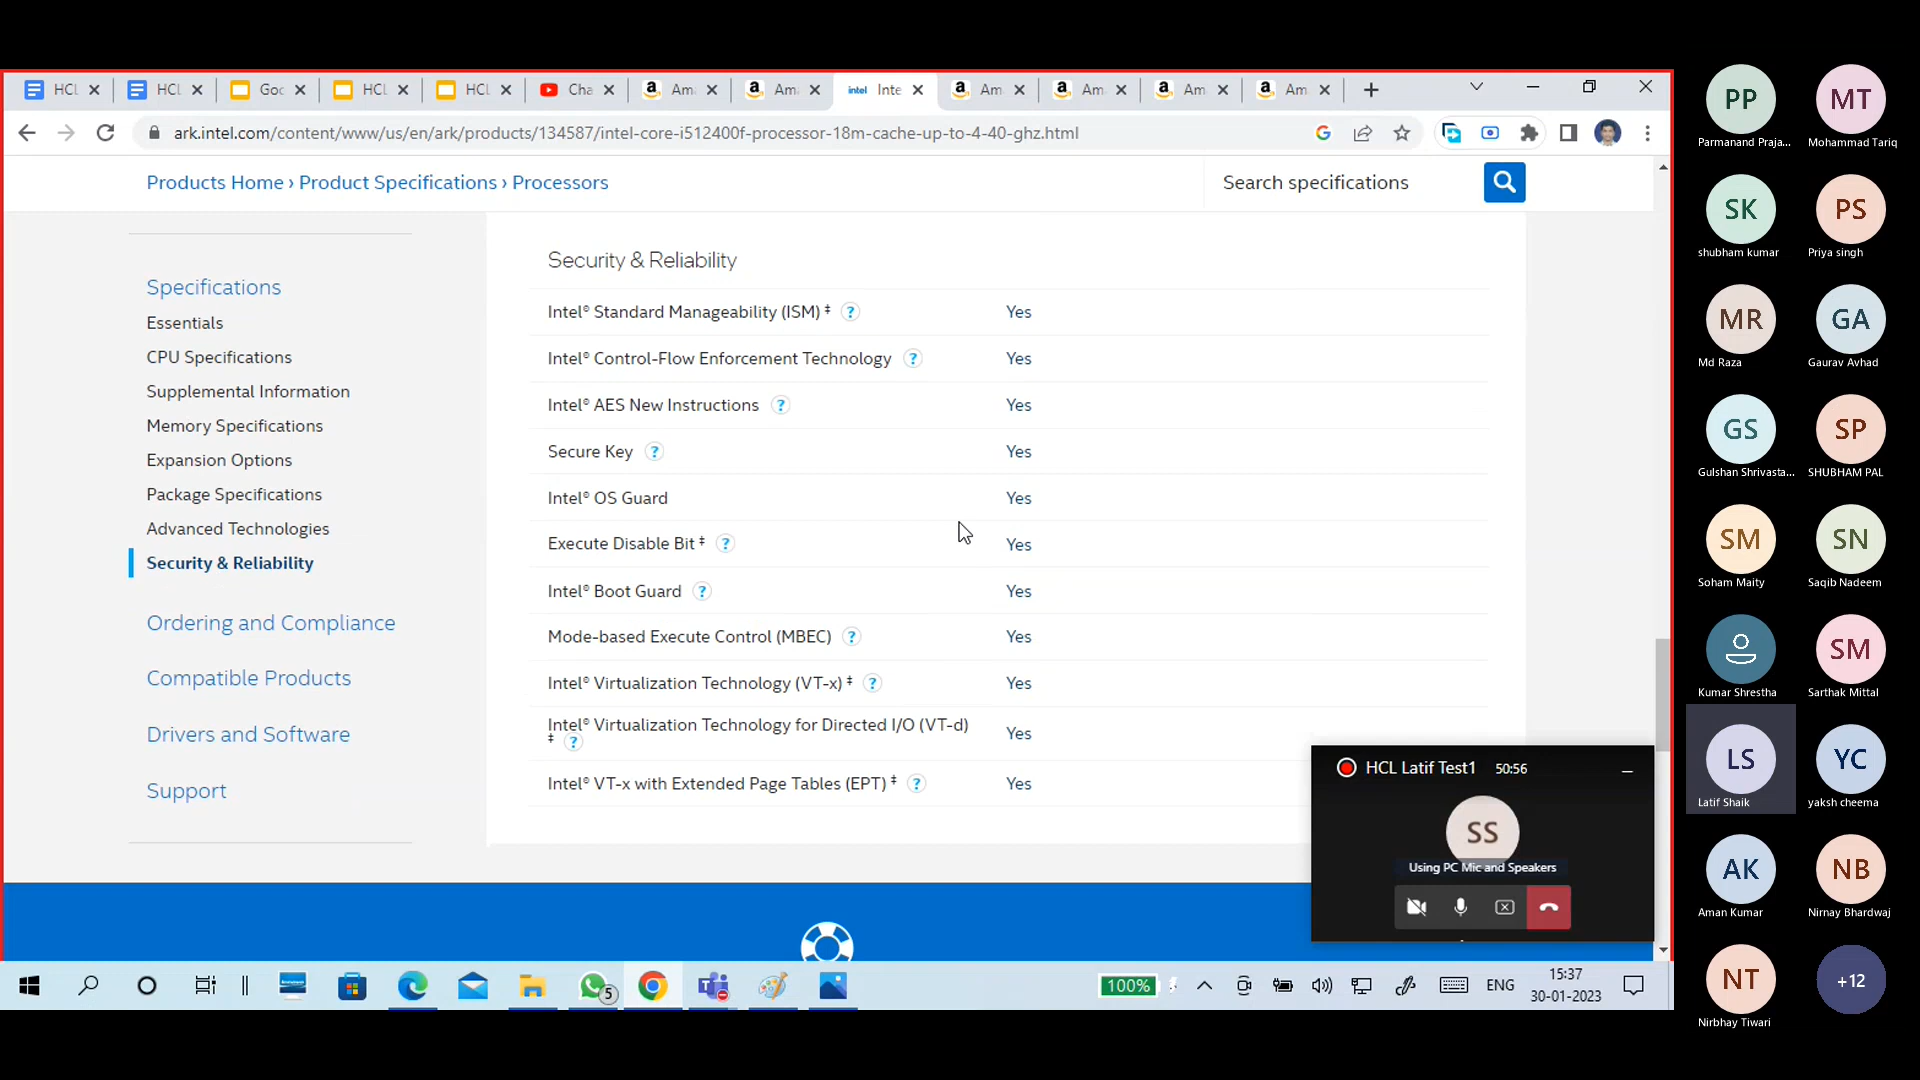 HCL
HCL
Goo
HCL
HCL
Cha
Am
Am
intel
Inte
Am
Am
Am
Am
ark.intel.com/content/www/us/en/ark/products/134587/intel-core-i512400f-processor-18m-cache-up-to-4-40-ghz.html
Products Home › Product Specifications › Processors
Search specifications
Specifications
Essentials
CPU Specifications
Supplemental Information
Memory Specifications
Expansion Options
Package Specifications
Advanced Technologies
Security & Reliability
Ordering and Compliance
Compatible Products
Drivers and Software
Support
Security & Reliability
Intel® Standard Manageability (ISM) ‡ ? Yes
Intel® Control-Flow Enforcement Technology ? Yes
Intel® AES New Instructions ? Yes
Secure Key ? Yes
Intel® OS Guard Yes
Execute Disable Bit ‡ ? Yes
Intel® Boot Guard ? Yes
Mode-based Execute Control (MBEC) ? Yes
Intel® Virtualization Technology (VT-x) ‡ ? Yes
Intel® Virtualization Technology for Directed I/O (VT-d)
‡ ? Yes
Intel® VT-x with Extended Page Tables (EPT) ‡ ? Yes
HCL Latif Test1 50:56
SS
Using PC Mic and Speakers
5
100%
ENG
15:37
30-01-2023
PP
Parmanand Praja...
MT
Mohammad Tariq
SK
shubham kumar
PS
Priya singh
MR
Md Raza
GA
Gaurav Avhad
GS
Gulshan Shrivasta...
SP
SHUBHAM PAL
SM
Soham Maity
SN
Saqib Nadeem
Kumar Shrestha
SM
Sarthak Mittal
LS
Latif Shaik
YC
yaksh cheema
AK
Aman Kumar
NB
Nirnay Bhardwaj
NT
Nirbhay Tiwari
+12